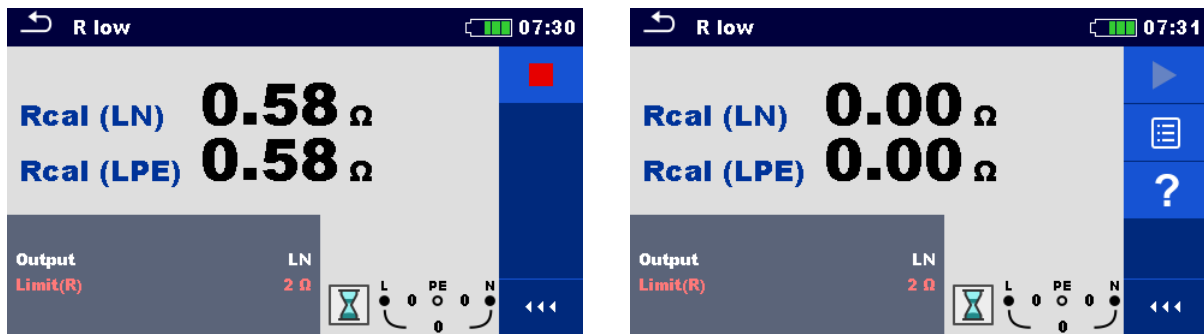 R low 07:30
Rcal (LN) 0.58 Ω
Rcal (LPE) 0.58 Ω
Output LN
Limit(R) 2 Ω
L PE N
0 0
0
R low 07:31
Rcal (LN) 0.00 Ω
Rcal (LPE) 0.00 Ω
?
Output LN
Limit(R) 2 Ω
L PE N
0 0
0